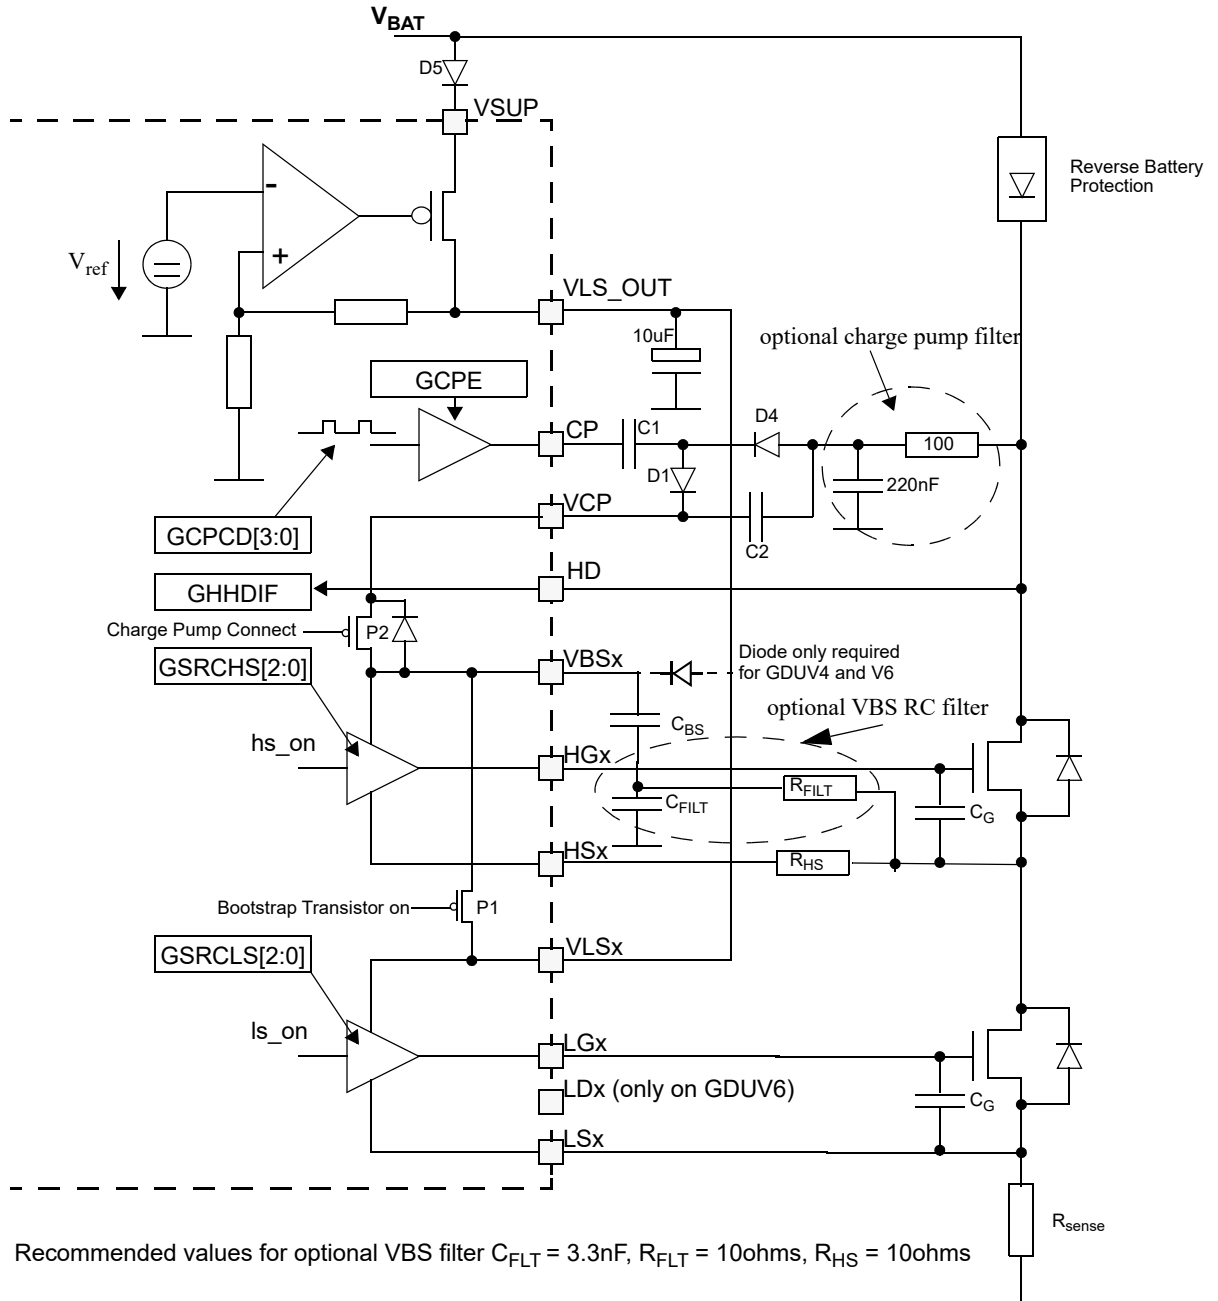 VBAT
D5
VSUP
Reverse Battery
Protection
-
+
Vref
VLS_OUT
10uF
optional charge pump filter
GCPE
CP
C1
D4
100
D1
220nF
VCP
C2
GCPCD[3:0]
HD
GHHDIF
Charge Pump Connect
P2
GSRCHS[2:0]
VBSx
Diode only required
for GDUV4 and V6
optional VBS RC filter
CBS
hs_on
HGx
RFILT
CFILT
CG
HSx
RHS
Bootstrap Transistor on
P1
GSRCLS[2:0]
VLSx
ls_on
LGx
LDx (only on GDUV6)
CG
LSx
Rsense
Recommended values for optional VBS filter CFLT = 3.3nF, RFLT = 10ohms, RHS = 10ohms